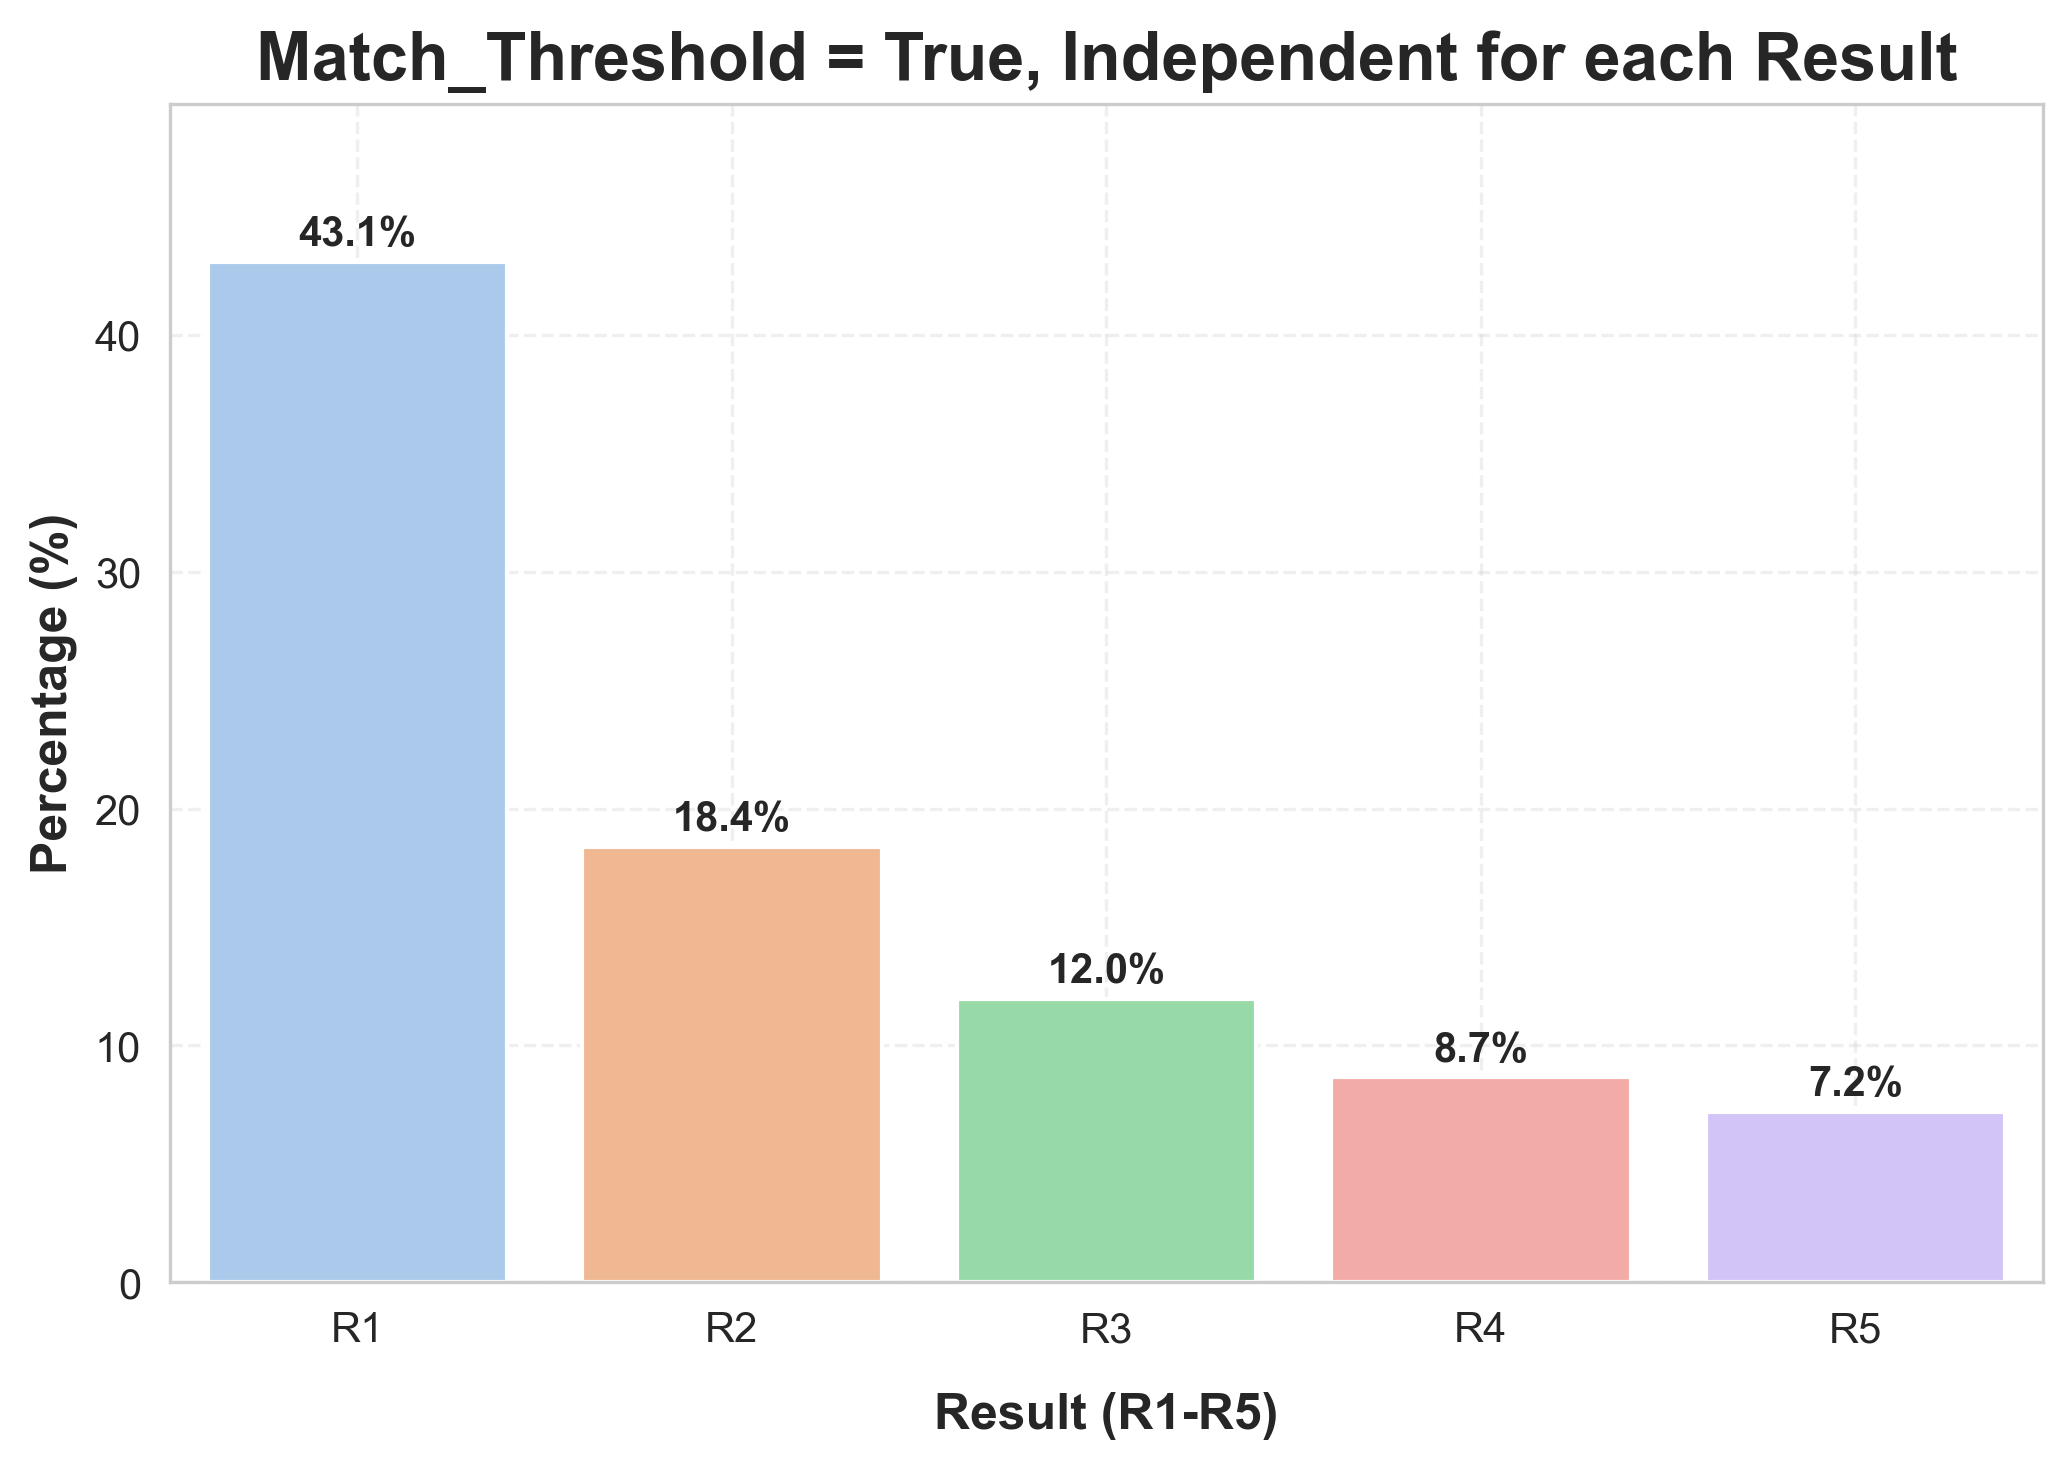 Match_Threshold = True, Independent for each Result
43.1%
40
30
20
18.4%
12.0%
10
8.7%
7.2%
0
Percentage (%)
R1
R2
R3
R4
R5
Result (R1-R5)